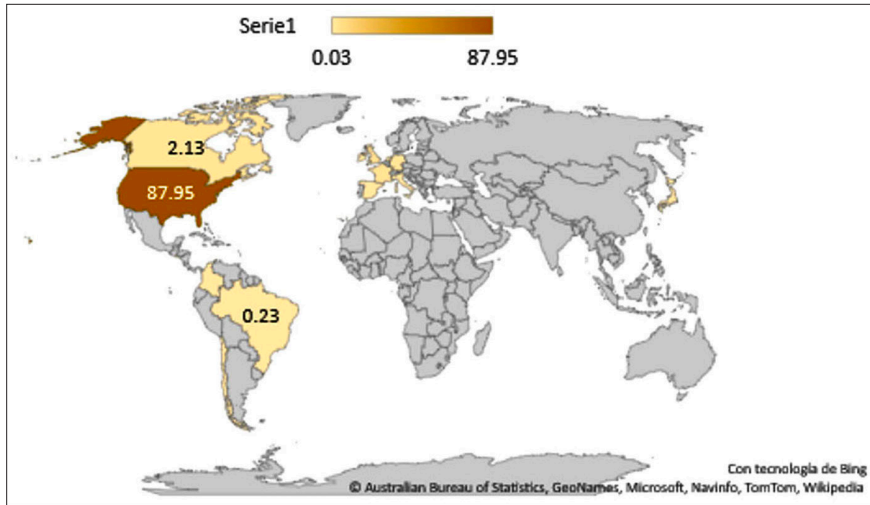 Serie1
0.03 87.95
2.13
87.95
0.23
Con tecnología de Bing
© Australian Bureau of Statistics, GeoNames, Microsoft, Navinfo, TomTom, Wikipedia